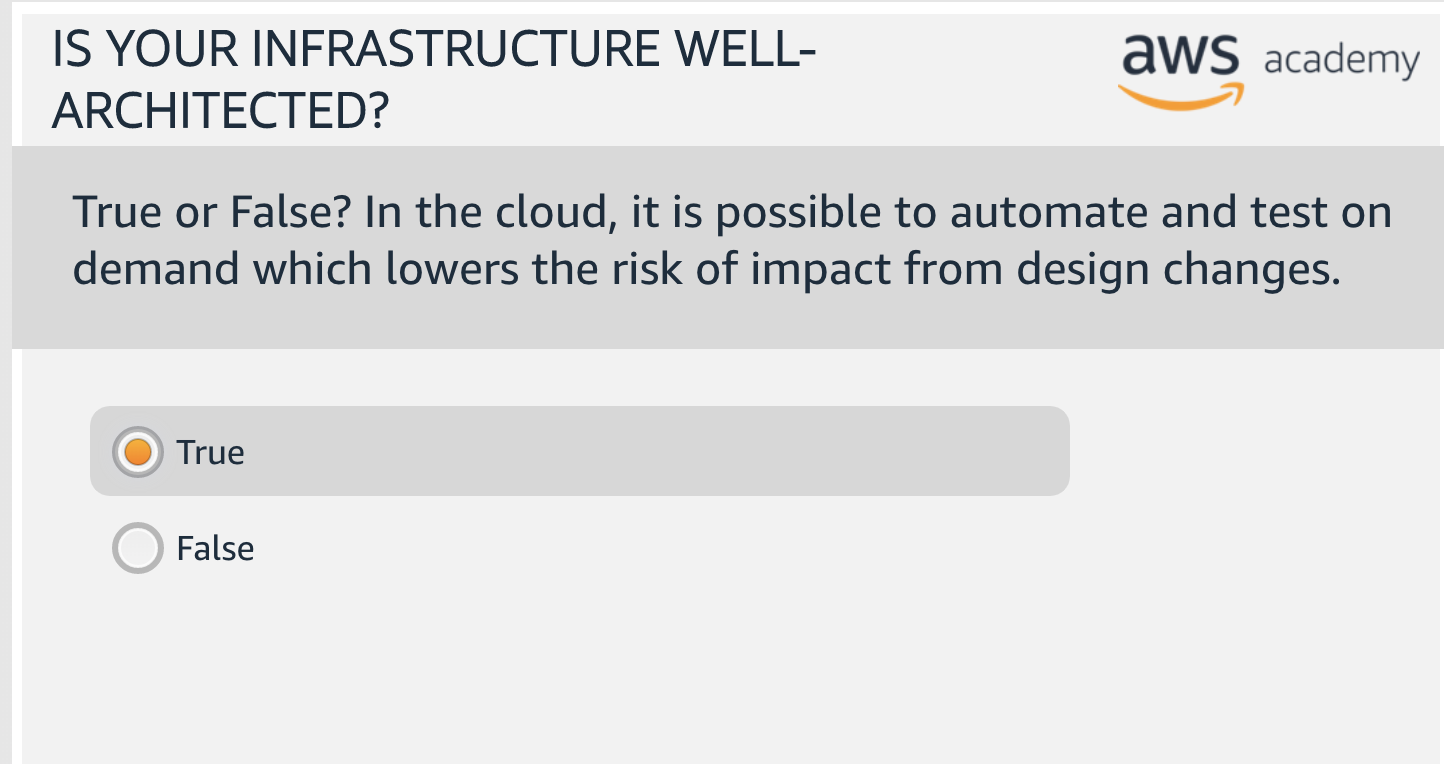 IS YOUR INFRASTRUCTURE WELL-
ARCHITECTED?
aws academy
True or False? In the cloud, it is possible to automate and test on
demand which lowers the risk of impact from design changes.
True
False